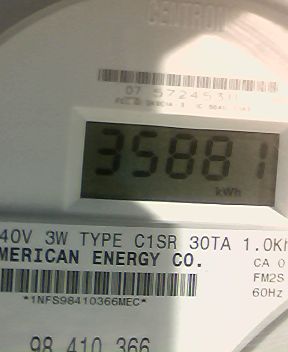 CENTRON
35881
kWh
40V 3W TYPE C1SR 30TA 1.0Kh
MERICAN ENERGY CO.
CA 0
FM2S
60Hz
*1NFS98410366MEC*
98 410 366